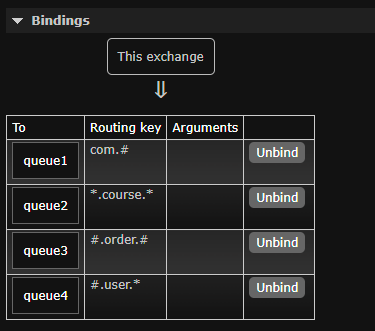 Bindings
This exchange
⇓
To Routing key Arguments
queue1 com.# Unbind
queue2 *.course.* Unbind
queue3 #.order.# Unbind
queue4 #.user.* Unbind